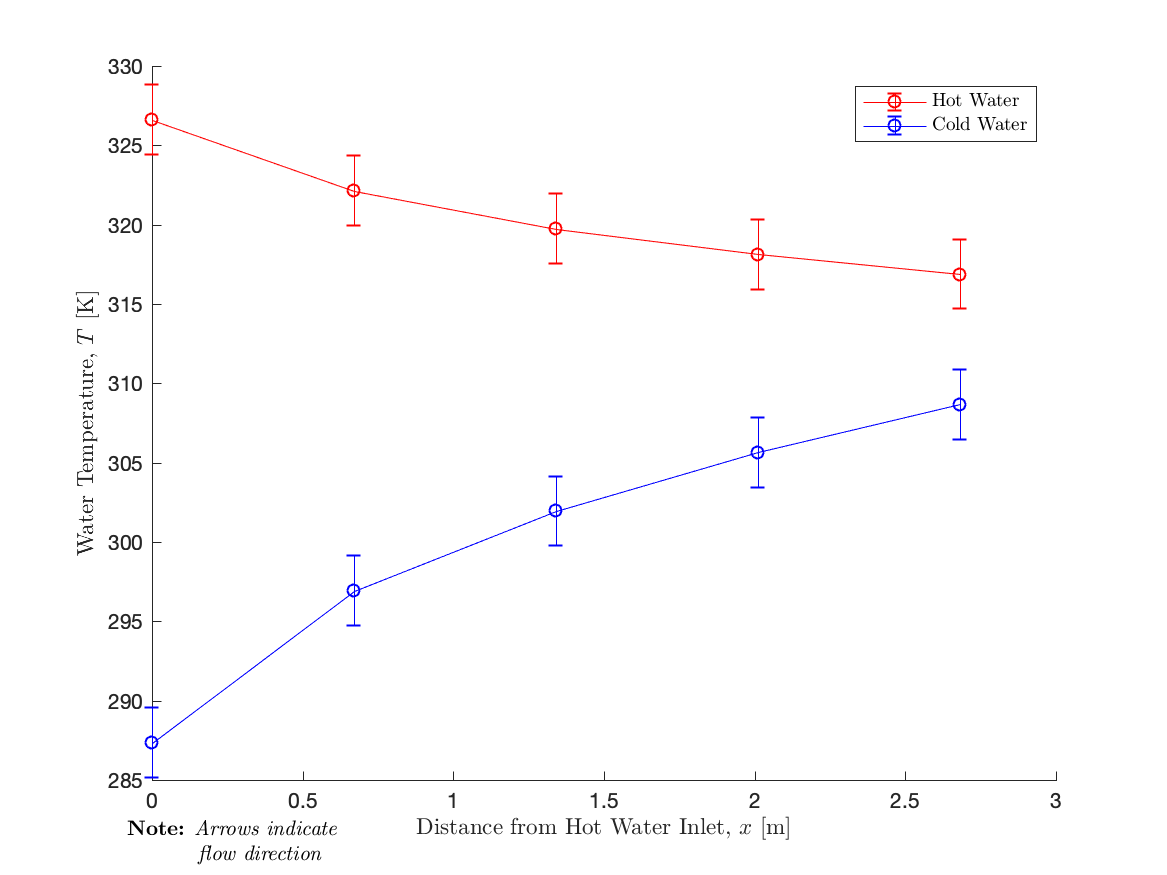 330
325
320
315
310
305
300
295
290
285
Water Temperature, T [K]
Hot Water
Cold Water
0 0.5 1 1.5 2 2.5 3
Distance from Hot Water Inlet, x [m]
Note: Arrows indicate
flow direction